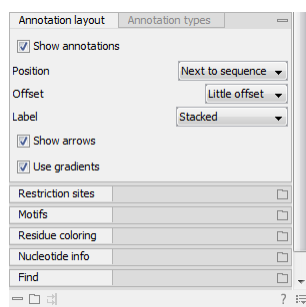 Annotation layout Annotation types
Show annotations
Position Next to sequence
Offset Little offset
Label Stacked
Show arrows
Use gradients
Restriction sites
Motifs
Residue coloring
Nucleotide info
Find
?